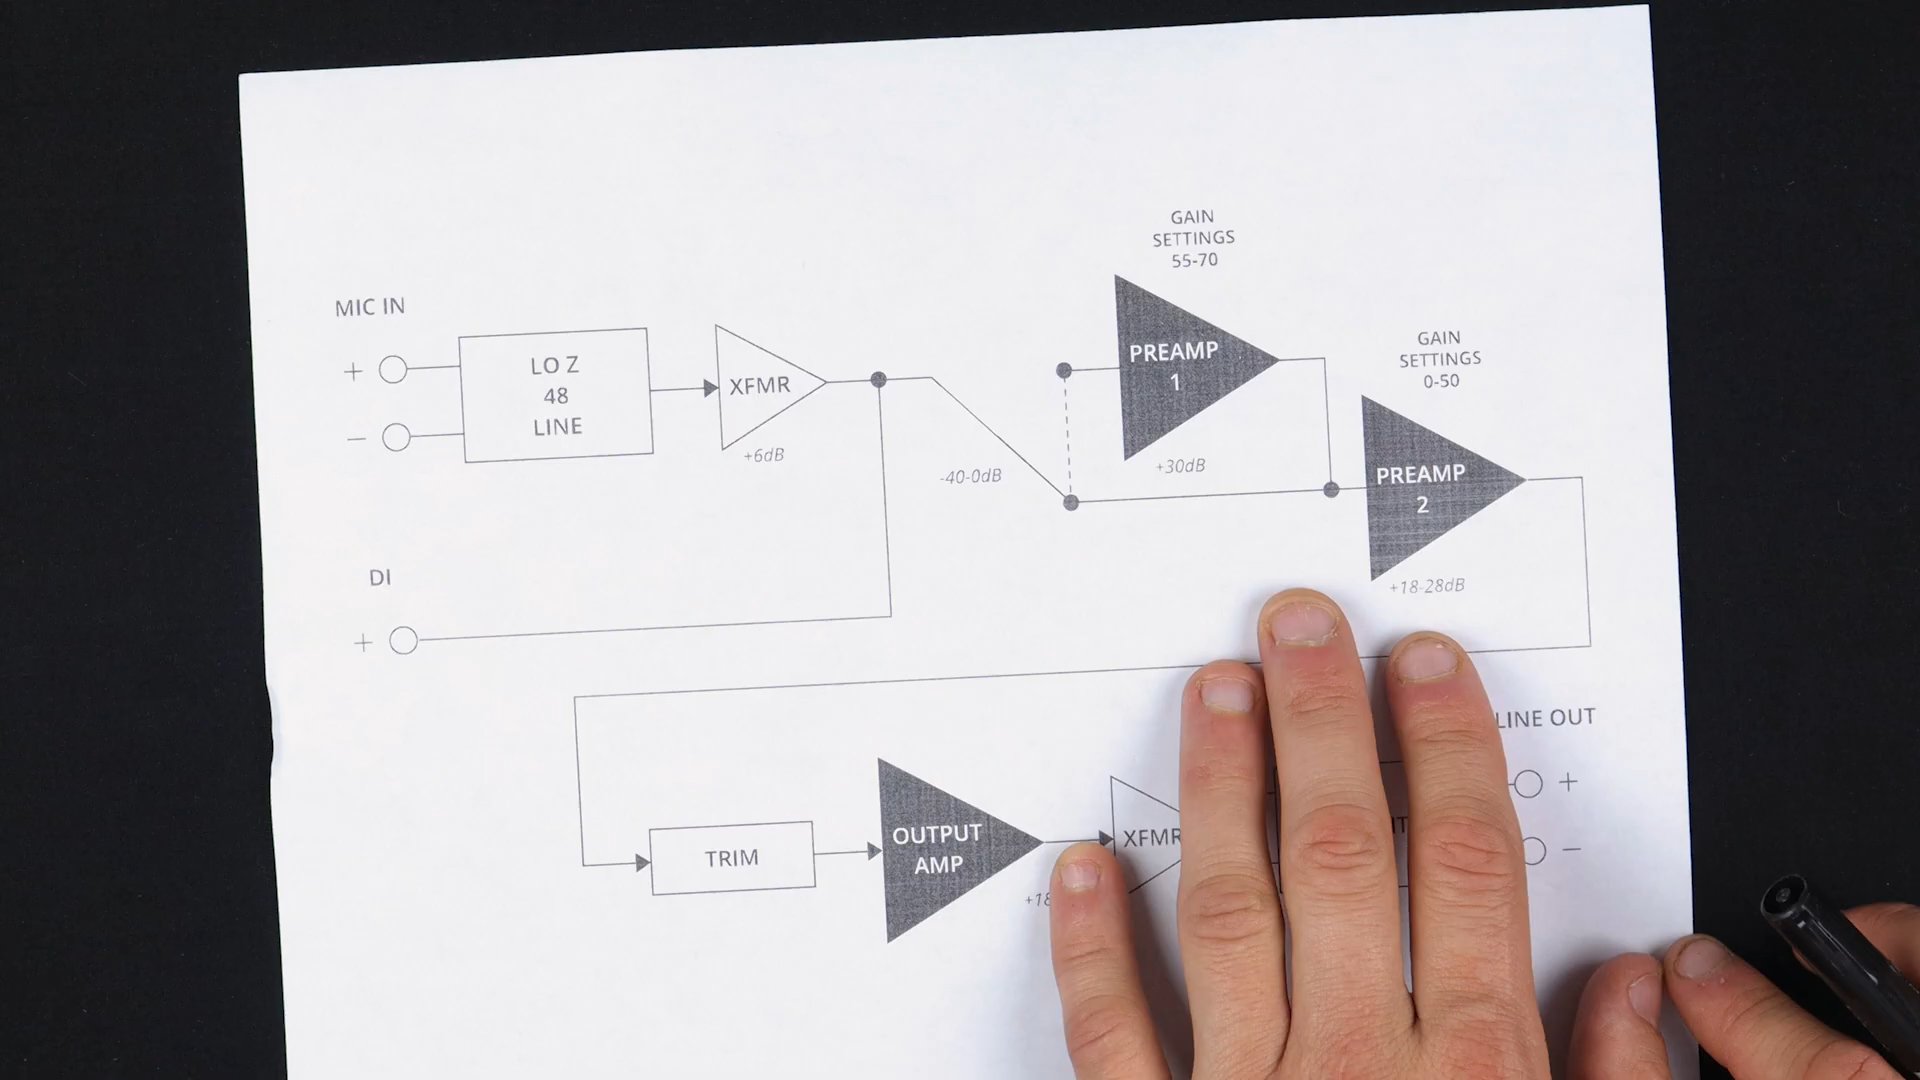 GAIN
SETTINGS
55-70
MIC IN
+
−
LO Z
48
LINE
XFMR
+6dB
-40-0dB
PREAMP
1
+30dB
GAIN
SETTINGS
0-50
PREAMP
2
+18-28dB
DI
+
LINE OUT
+
−
TRIM
OUTPUT
AMP
XFMR